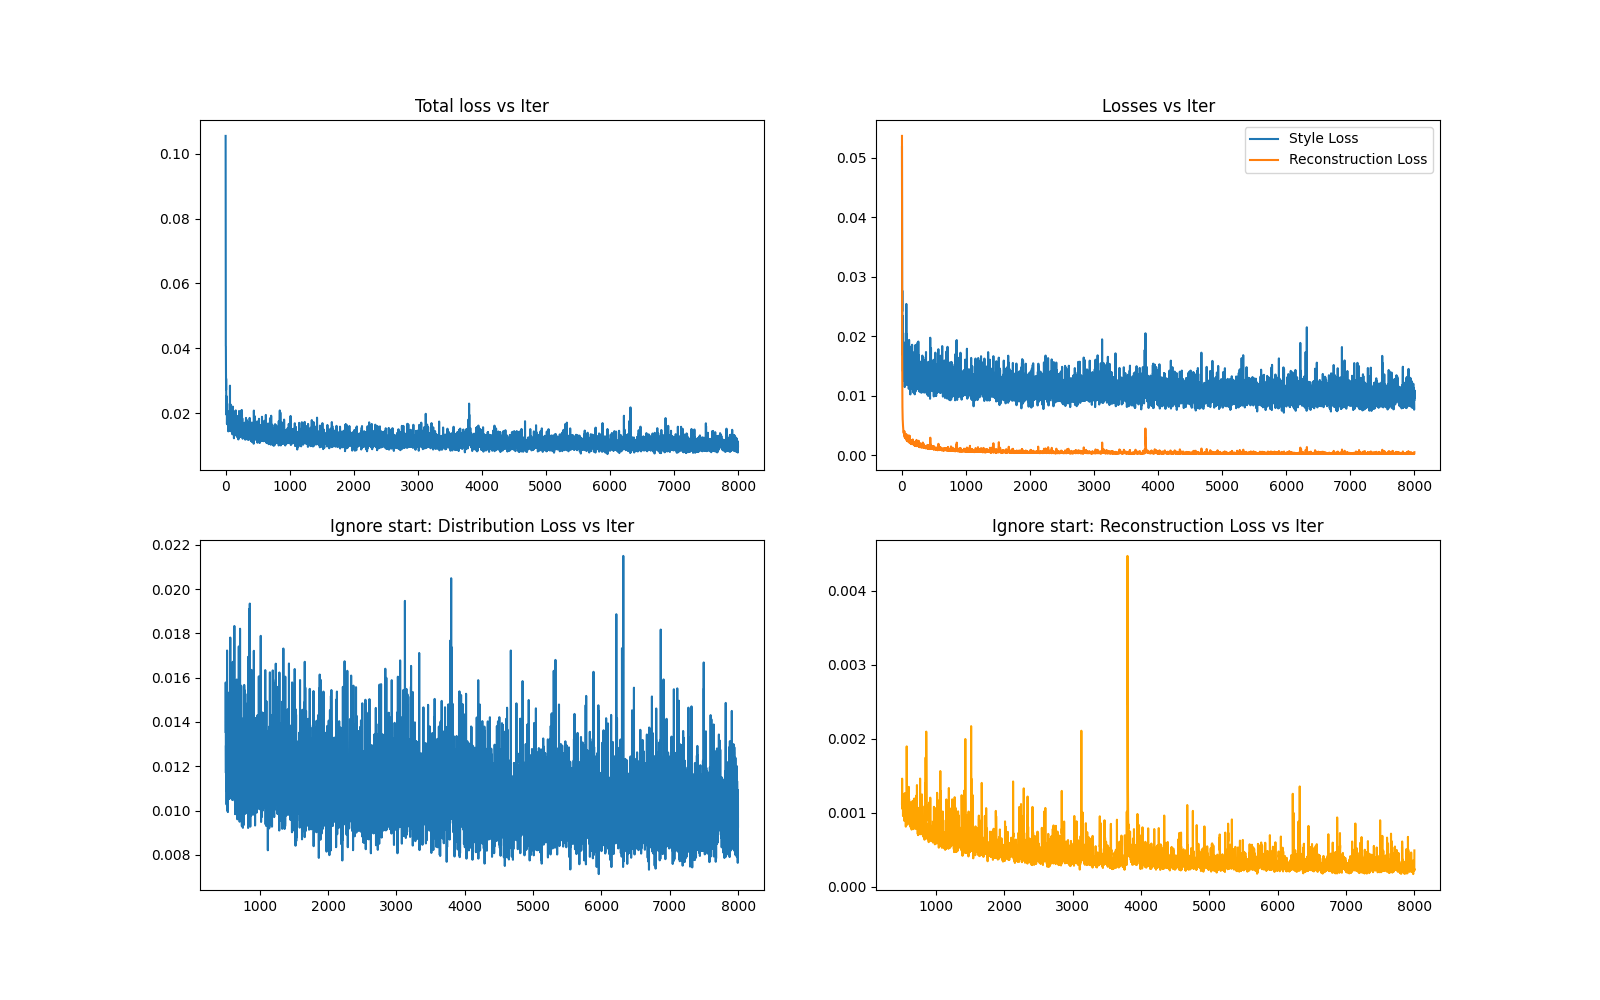 Total loss vs Iter
0.10
0.08
0.06
0.04
0.02
0 1000 2000 3000 4000 5000 6000 7000 8000
Losses vs Iter
Style Loss
Reconstruction Loss
0.05
0.04
0.03
0.02
0.01
0.00
0 1000 2000 3000 4000 5000 6000 7000 8000
Ignore start: Distribution Loss vs Iter
0.022
0.020
0.018
0.016
0.014
0.012
0.010
0.008
1000 2000 3000 4000 5000 6000 7000 8000
Ignore start: Reconstruction Loss vs Iter
0.004
0.003
0.002
0.001
0.000
1000 2000 3000 4000 5000 6000 7000 8000